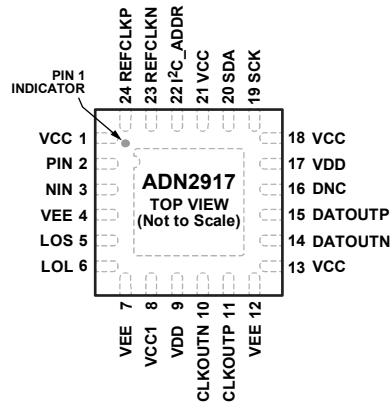 24 REFCLKP
23 REFCLKN
22 I²C_ADDR
21 VCC
20 SDA
19 SCK
PIN 1
INDICATOR
VCC 1
PIN 2
NIN 3
VEE 4
LOS 5
LOL 6
ADN2917
TOP VIEW
(Not to Scale)
18 VCC
17 VDD
16 DNC
15 DATOUTP
14 DATOUTN
13 VCC
VEE 7
VCC1 8
VDD 9
CLKOUTN 10
CLKOUTP 11
VEE 12